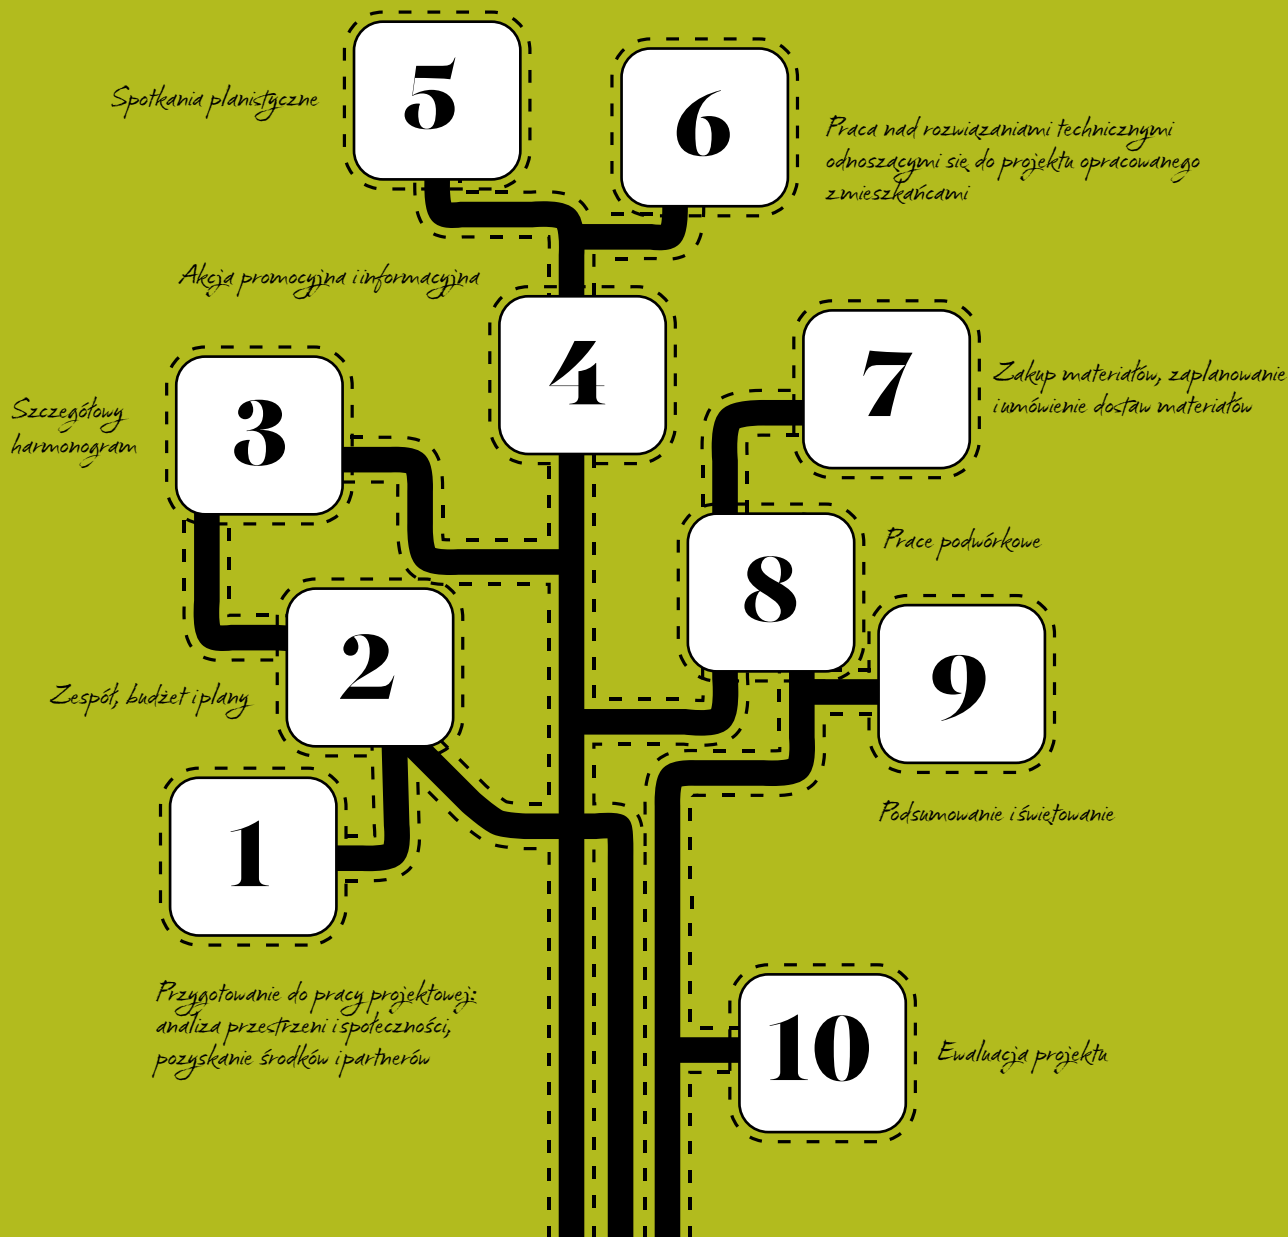 5
Spotkania planistyczne
6
Praca nad rozwiązaniami technicznymi
odnoszącymi się do projektu opracowanego
z mieszkańcami
Akcja promocyjna i informacyjna
4
7
Zakup materiałów, zaplanowanie
i umówienie dostaw materiałów
3
Szczegółowy
harmonogram
8
Prace podwórkowe
2
Zespół, budżet i plany
9
Podsumowanie i świętowanie
1
Przygotowanie do pracy projektowej:
analiza przestrzeni i społeczności,
pozyskanie środków i partnerów
10
Ewaluacja projektu